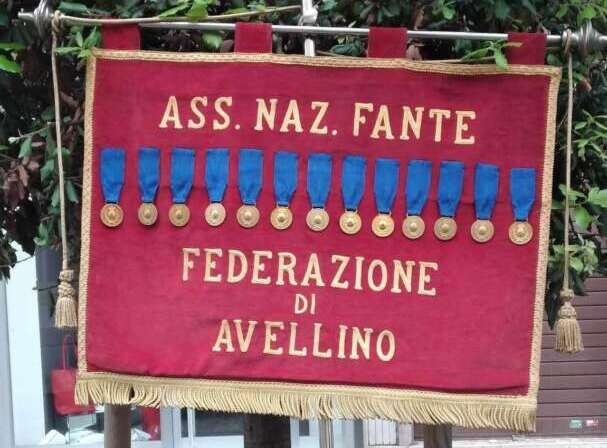 ASS. NAZ. FANTE
FEDERAZIONE
DI
AVELLINO